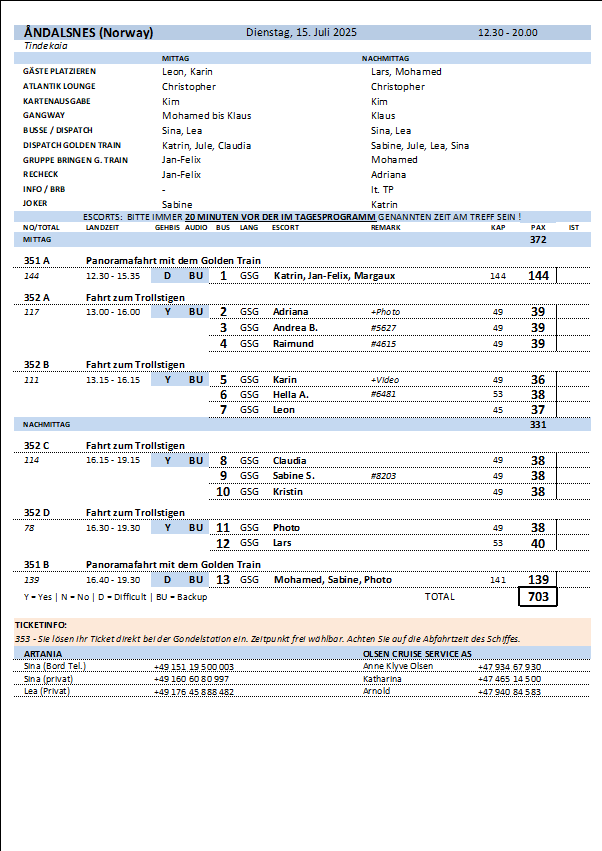 ÅNDALSNES (Norway) Dienstag, 15. Juli 2025 12.30 - 20.00
Tindekaia
MITTAG NACHMITTAG
GÄSTE PLATZIEREN Leon, Karin Lars, Mohamed
ATLANTIK LOUNGE Christopher Christopher
KARTENAUSGABE Kim Kim
GANGWAY Mohamed bis Klaus Klaus
BUSSE / DISPATCH Sina, Lea Sina, Lea
DISPATCH GOLDEN TRAIN Katrin, Jule, Claudia Sabine, Jule, Lea, Sina
GRUPPE BRINGEN G. TRAIN Jan-Felix Mohamed
RECHECK Jan-Felix Adriana
INFO / BRB - lt. TP
JOKER Sabine Katrin
ESCORTS: BITTE IMMER 20 MINUTEN VOR DER IM TAGESPROGRAMM GENANNTEN ZEIT AM TREFF SEIN !
NO/TOTAL LANDZEIT GEHBIS AUDIO BUS LANG ESCORT REMARK KAP PAX IST
MITTAG 372
351 A Panoramafahrt mit dem Golden Train
144 12.30 - 15.35 D BU 1 GSG Katrin, Jan-Felix, Margaux 144 144
352 A Fahrt zum Trollstigen
117 13.00 - 16.00 Y BU 2 GSG Adriana +Photo 49 39
3 GSG Andrea B. #5627 49 39
4 GSG Raimund #4615 49 39
352 B Fahrt zum Trollstigen
111 13.15 - 16.15 Y BU 5 GSG Karin +Video 49 36
6 GSG Hella A. #6481 53 38
7 GSG Leon 45 37
NACHMITTAG 331
352 C Fahrt zum Trollstigen
114 16.15 - 19.15 Y BU 8 GSG Claudia 49 38
9 GSG Sabine S. #8203 49 38
10 GSG Kristin 49 38
352 D Fahrt zum Trollstigen
78 16.30 - 19.30 Y BU 11 GSG Photo 49 38
12 GSG Lars 53 40
351 B Panoramafahrt mit dem Golden Train
139 16.40 - 19.30 D BU 13 GSG Mohamed, Sabine, Photo 141 139
Y = Yes | N = No | D = Difficult | BU = Backup TOTAL 703
TICKETINFO:
353 - Sie lösen Ihr Ticket direkt bei der Gondelstation ein. Zeitpunkt frei wählbar. Achten Sie auf die Abfahrtzeit des Schiffes.
ARTANIA OLSEN CRUISE SERVICE AS
Sina (Bord Tel.) +49 151 19 500 003 Anne Klyve Olsen +47 934 67 930
Sina (privat) +49 160 60 80 997 Katharina +47 465 14 500
Lea (Privat) +49 176 45 888 482 Arnold +47 940 84 583